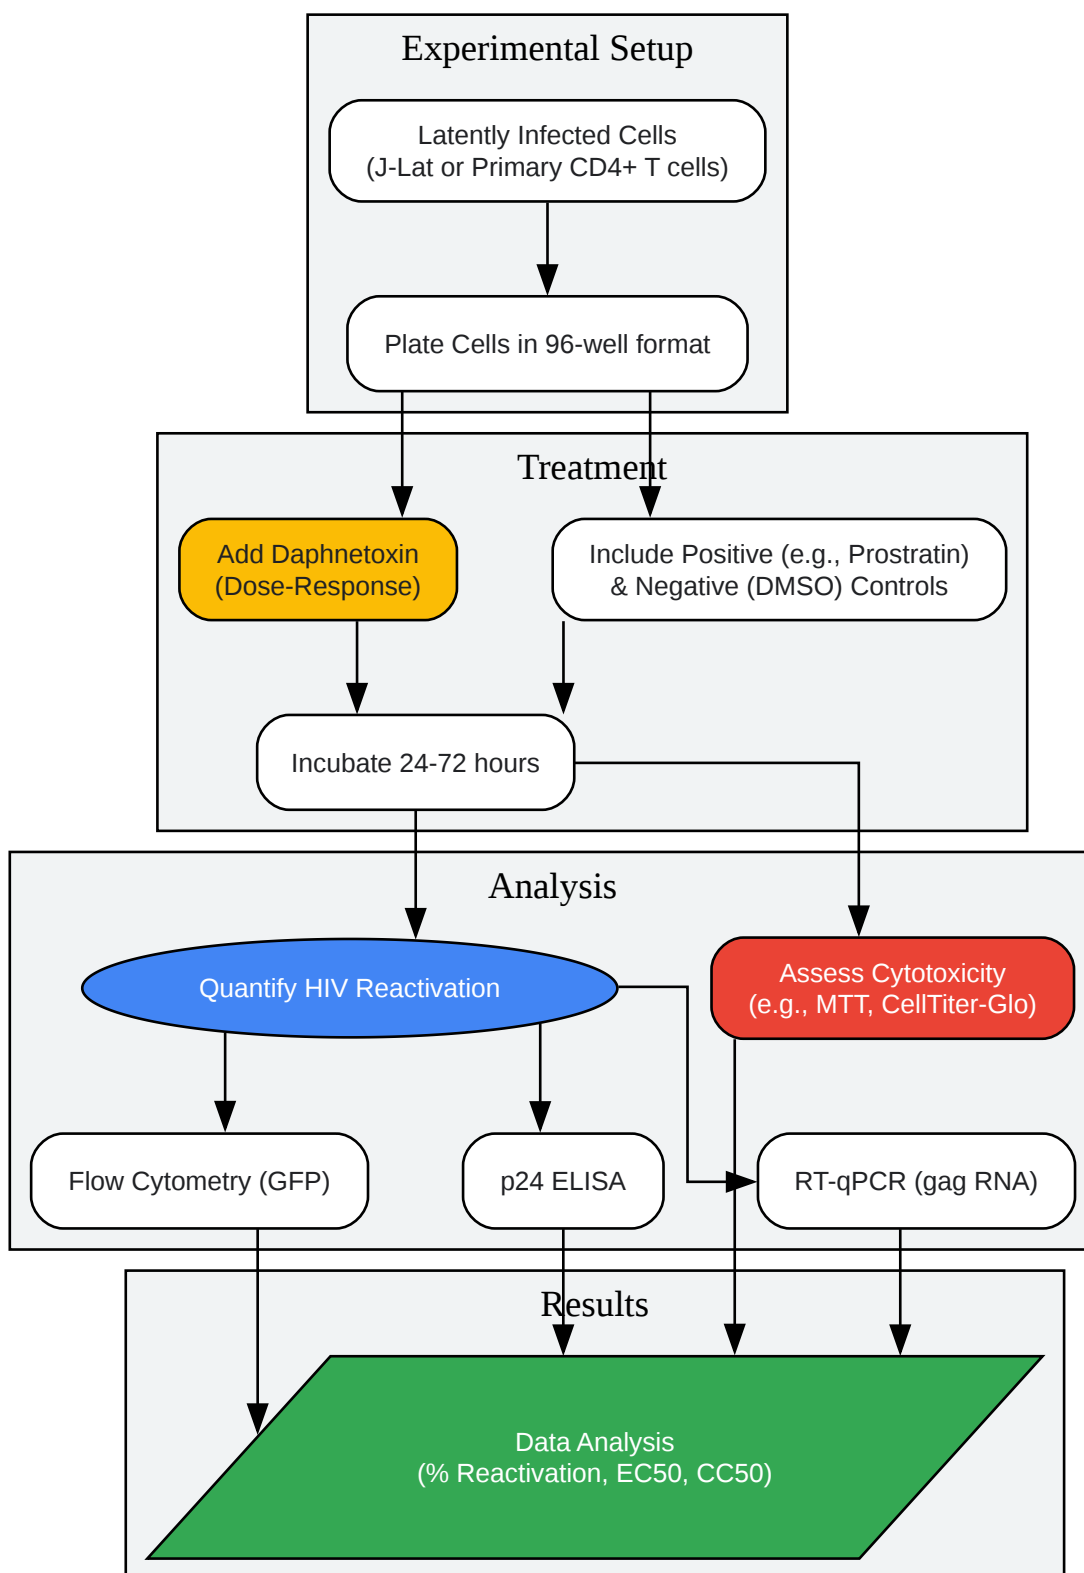 Experimental Setup
Latently Infected Cells
(J-Lat or Primary CD4+ T cells)
Plate Cells in 96-well format
Treatment
Add Daphnetoxin
(Dose-Response)
Include Positive (e.g., Prostratin)
& Negative (DMSO) Controls
Incubate 24-72 hours
Analysis
Quantify HIV Reactivation
Assess Cytotoxicity
(e.g., MTT, CellTiter-Glo)
Flow Cytometry (GFP)
p24 ELISA
RT-qPCR (gag RNA)
Results
Data Analysis
(% Reactivation, EC50, CC50)